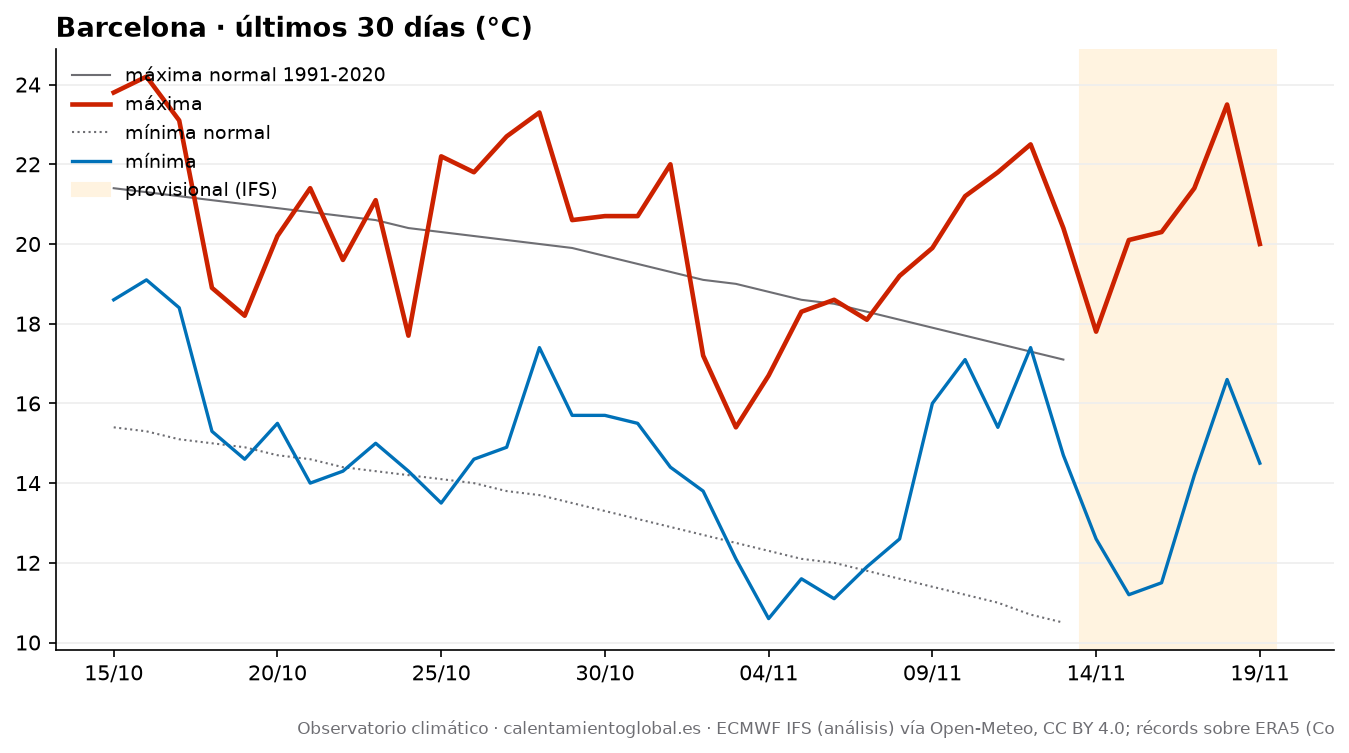 Barcelona · últimos 30 días (°C)
máxima normal 1991-2020
máxima
mínima normal
mínima
provisional (IFS)
24
22
20
18
16
14
12
10
15/10 20/10 25/10 30/10 04/11 09/11 14/11 19/11
Observatorio climático · calentamientoglobal.es · ECMWF IFS (análisis) vía Open-Meteo, CC BY 4.0; récords sobre ERA5 (Co